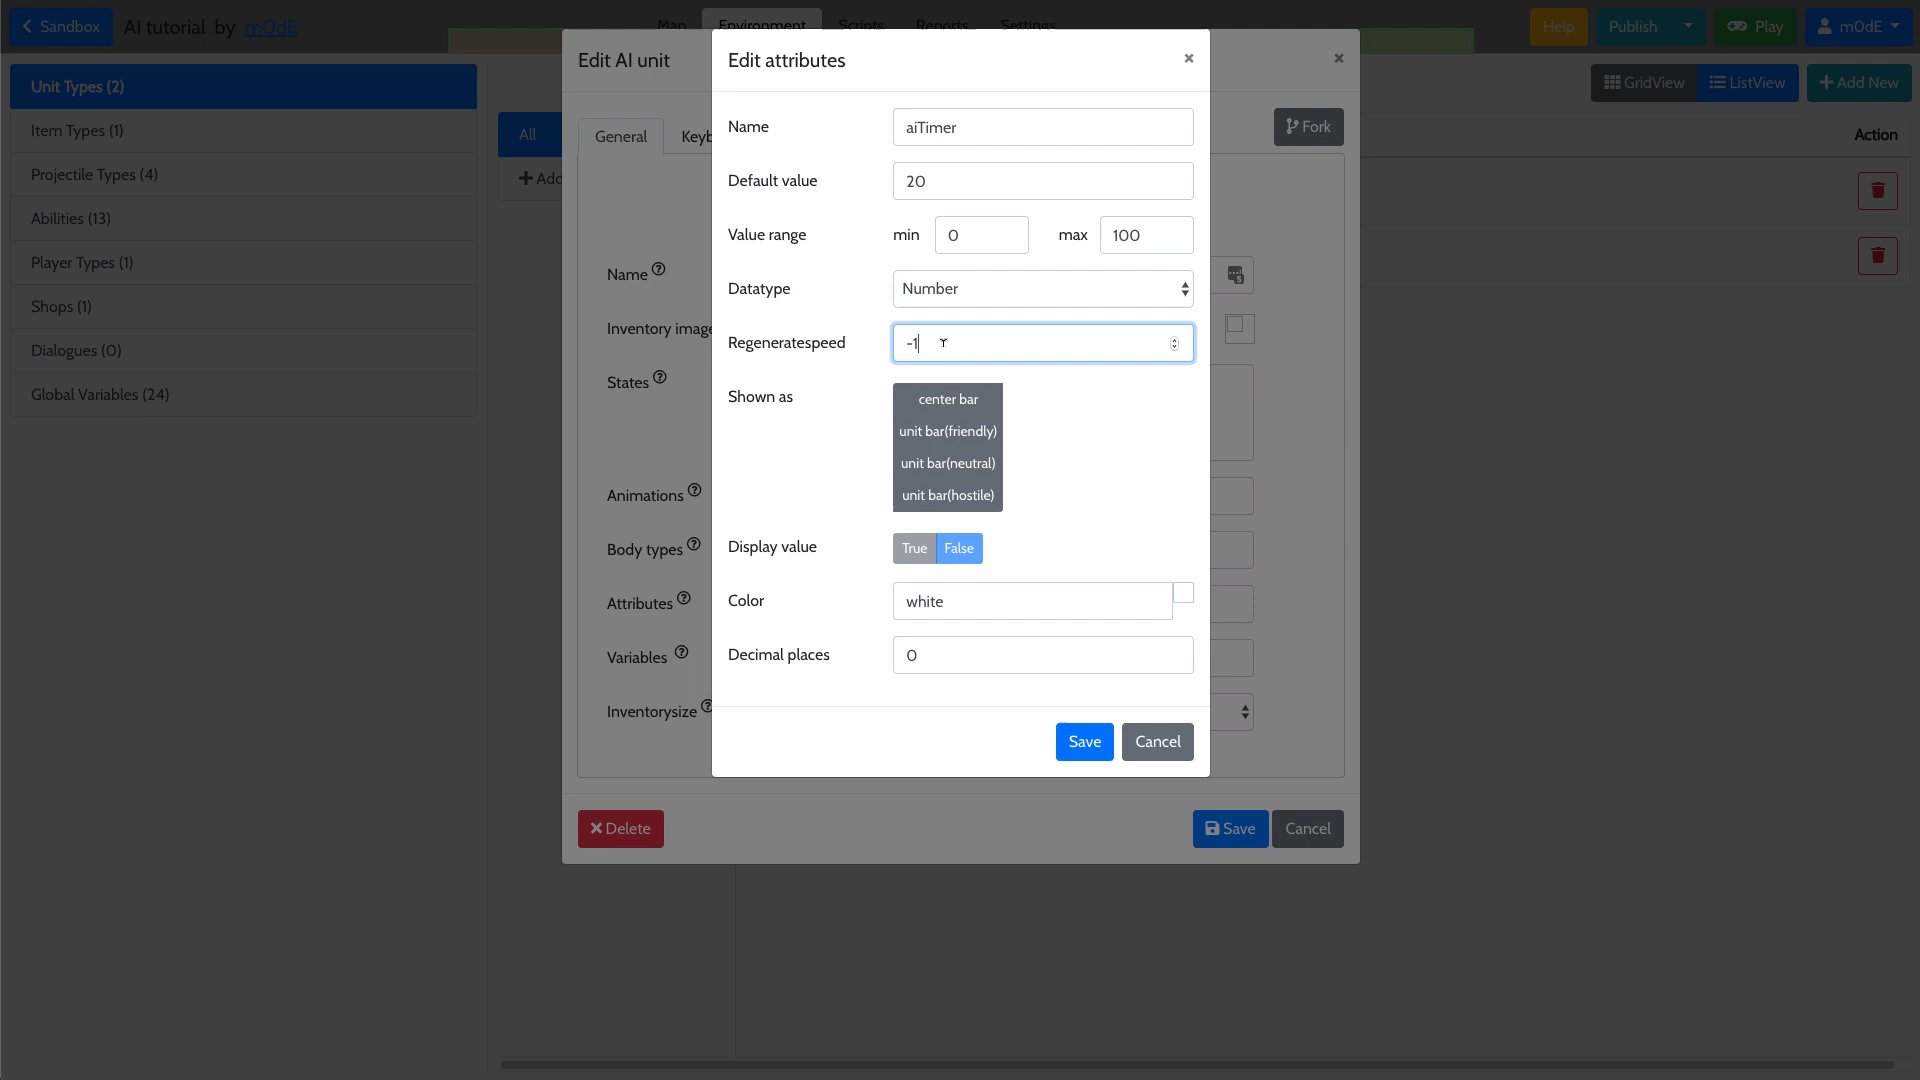 Sandbox
AI tutorial by m0dE
Map
Environment
Scripts
Reports
Settings
Help
Publish
Play
m0dE
Unit Types (2)
Item Types (1)
Projectile Types (4)
Abilities (13)
Player Types (1)
Shops (1)
Dialogues (0)
Global Variables (24)
GridView
ListView
Add New
All
Action
Add
Edit AI unit
×
General
Keyb
Fork
Name
Inventory image
States
Animations
Body types
Attributes
Variables
Inventorysize
Delete
Save
Cancel
Edit attributes
×
Name
aiTimer
Default value
20
Value range
min
0
max
100
Datatype
Number
Regeneratespeed
-1
Shown as
center bar
unit bar(friendly)
unit bar(neutral)
unit bar(hostile)
Display value
True
False
Color
white
Decimal places
0
Save
Cancel